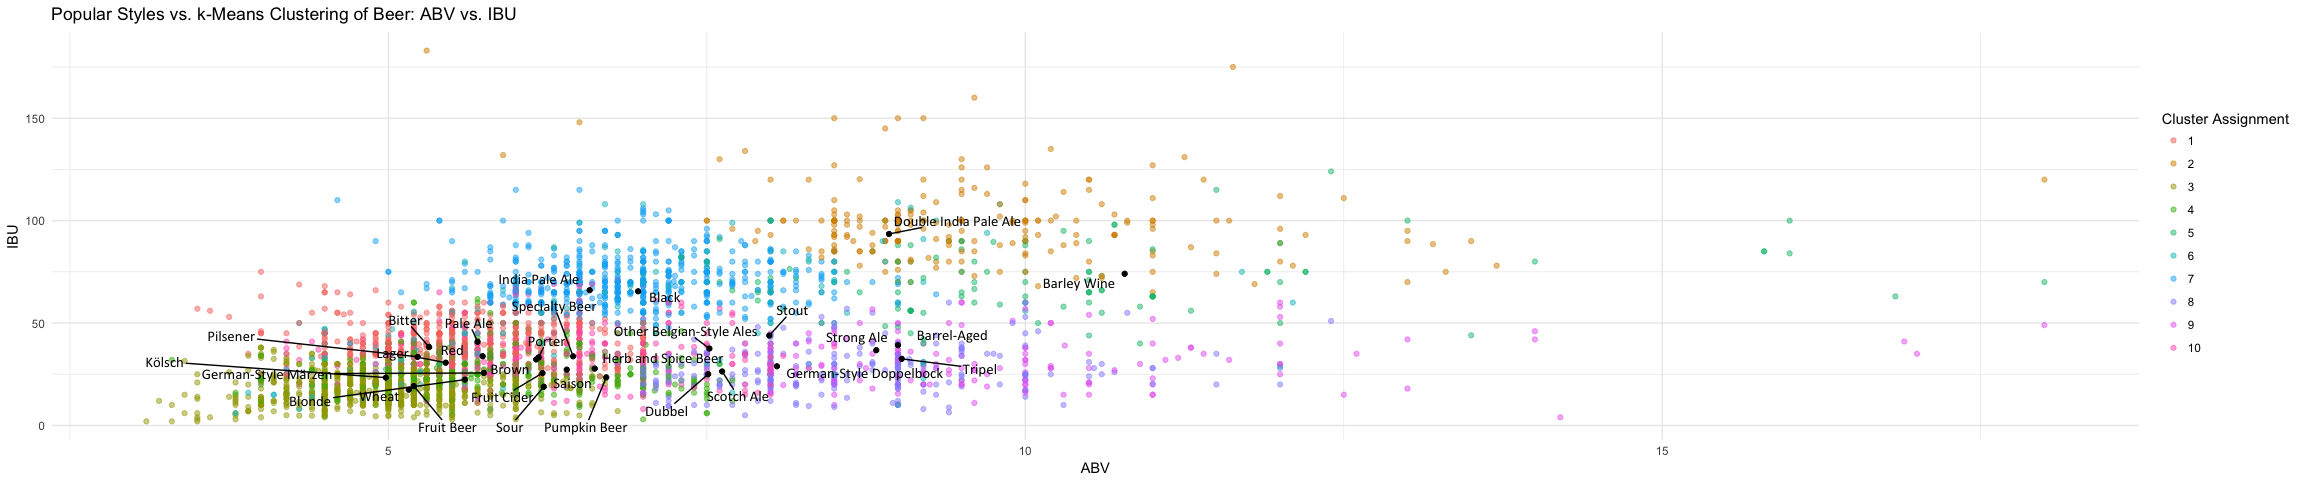 Popular Styles vs. k-Means Clustering of Beer: ABV vs. IBU
IBU
150
100
50
0
Double India Pale Ale
India Pale Ale
Barley Wine
Black
Specialty Beer
Stout
Bitter
Pale Ale
Other Belgian-Style Ales
Pilsener
Strong Ale
Barrel-Aged
Porter
Lager
Red
Kölsch
Herb and Spice Beer
Brown
Tripel
German-Style Märzen
German-Style Doppelbock
Saison
Blonde
Wheat
Fruit Cider
Scotch Ale
Dubbel
Fruit Beer
Sour
Pumpkin Beer
5
10
15
ABV
Cluster Assignment
1
2
3
4
5
6
7
8
9
10